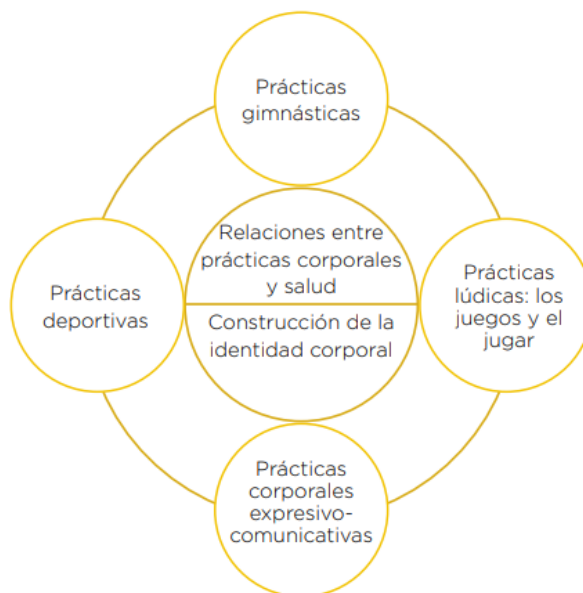 Prácticas
gimnásticas
Relaciones entre
prácticas corporales
y salud
Construcción de la
identidad corporal
Prácticas
deportivas
Prácticas
lúdicas: los
juegos y el
jugar
Prácticas
corporales
expresivo-
comunicativas